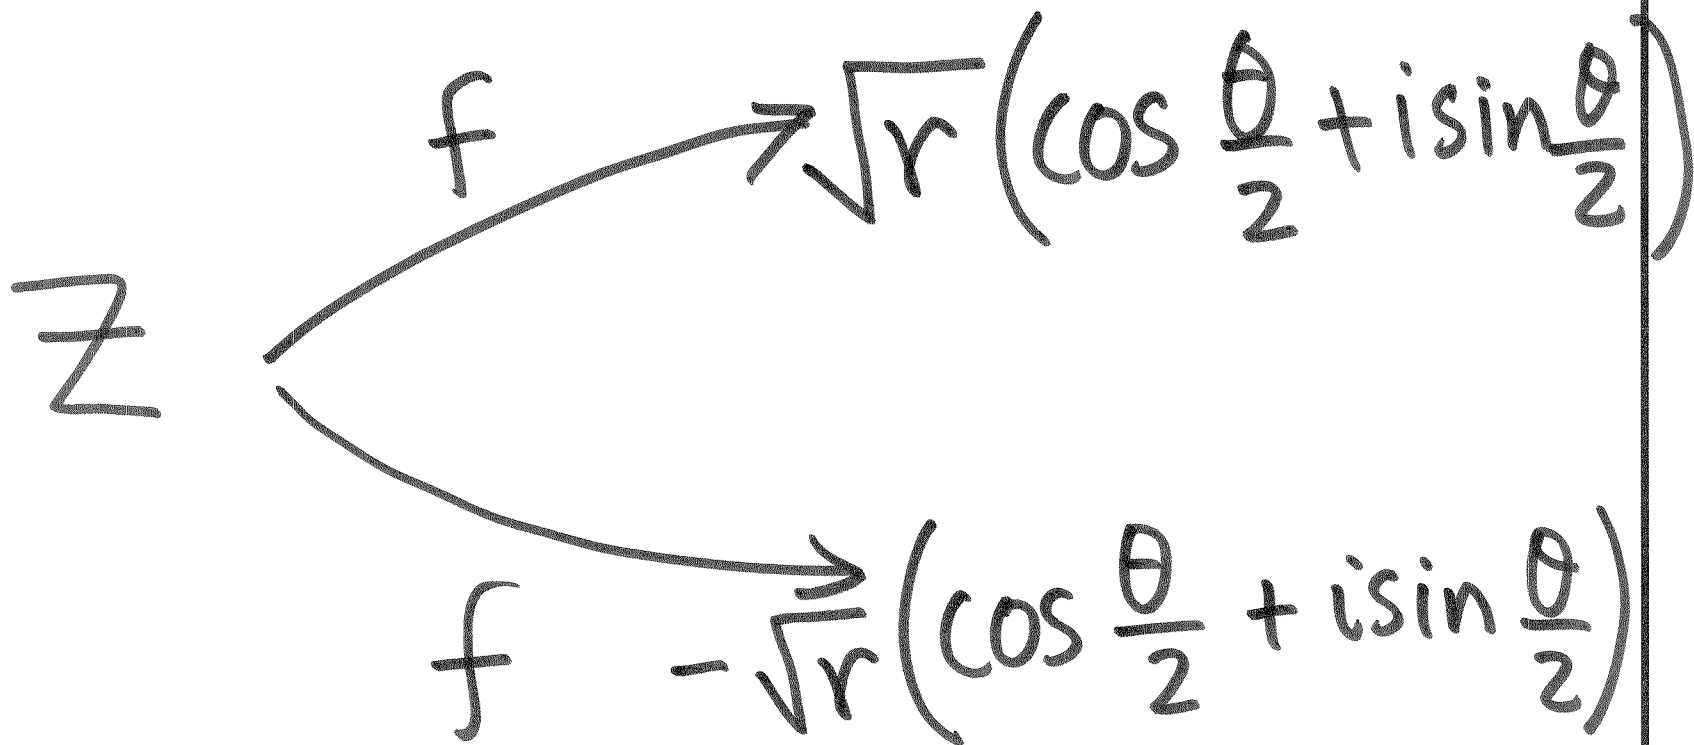 f √r (cos θ/2 + i sin θ/2)
Z
f -√r (cos θ/2 + i sin θ/2)